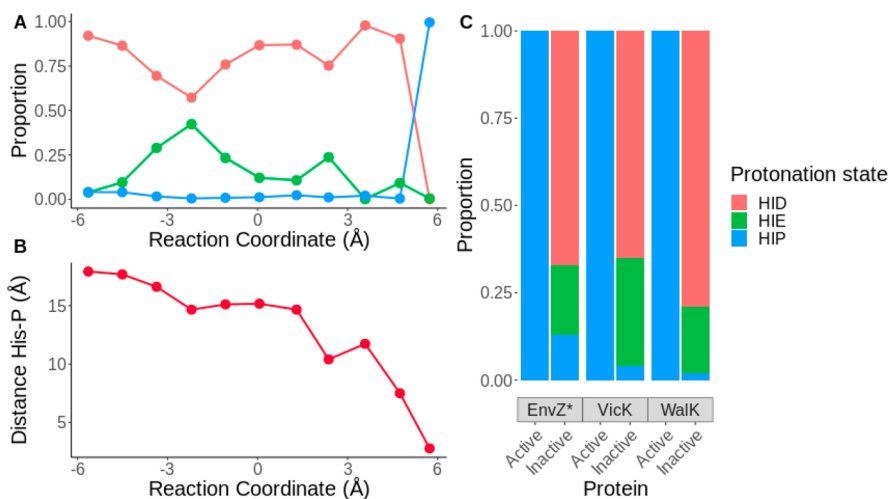 A
1.00
0.75
0.50
0.25
0.00
Proportion
-6 -3 0 3 6
Reaction Coordinate (Å)
B
15
10
5
Distance His-P (Å)
-6 -3 0 3 6
Reaction Coordinate (Å)
C
1.00
0.75
0.50
0.25
0.00
Proportion
EnvZ* VicK WalK
Active Inactive Active Inactive Active Inactive
Protein
Protonation state
HID
HIE
HIP